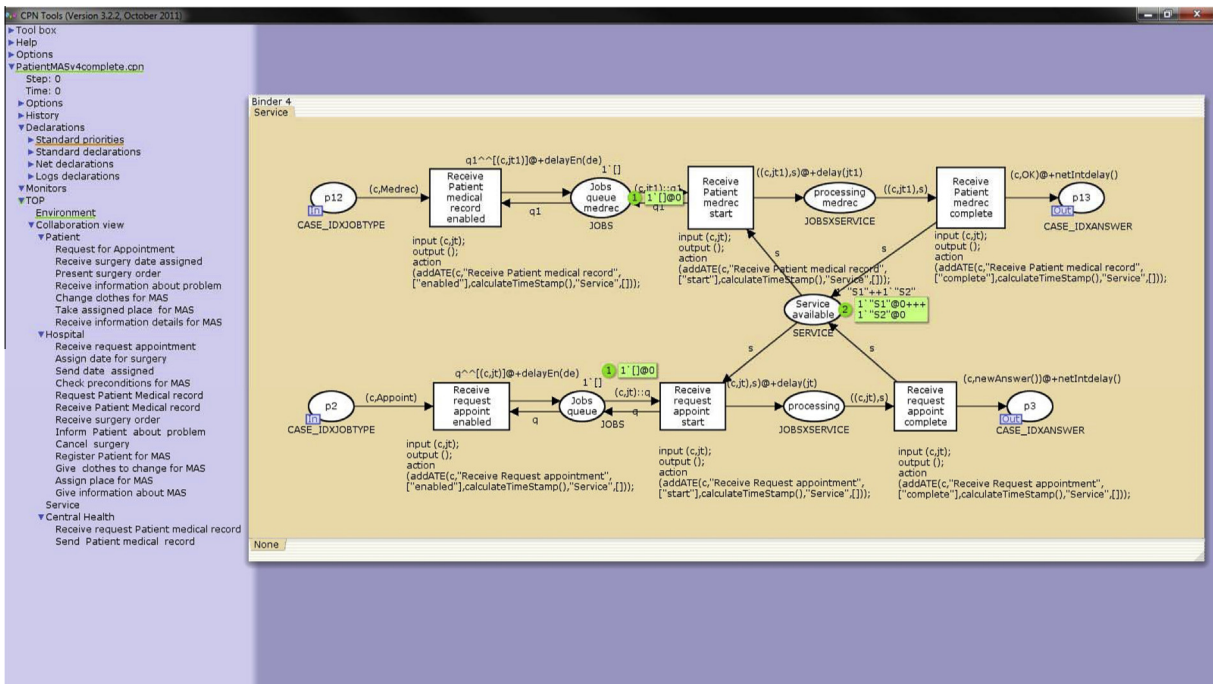 CPN Tools (Version 3.2.2, October 2011)
Tool box
Help
Options
PatientMASv4complete.cpn
Step: 0
Time: 0
Options
History
Declarations
Standard priorities
Standard declarations
Net declarations
Logs declarations
Monitors
TOP
Environment
Collaboration view
Patient
Request for Appointment
Receive surgery date assigned
Present surgery order
Receive information about problem
Change clothes for MAS
Take assigned place for MAS
Receive information details for MAS
Hospital
Receive request appointment
Assign date for surgery
Send date assigned
Check preconditions for MAS
Request Patient Medical record
Receive Patient Medical record
Receive surgery order
Inform Patient about problem
Cancel surgery
Register Patient for MAS
Give clothes to change for MAS
Assign place for MAS
Give information about MAS
Service
Central Health
Receive request Patient medical record
Send Patient medical record
Binder 4
Service
p12
In
CASE_IDXJOBTYPE
(c,Medrec)
Receive
Patient
medical
record
enabled
input (c,jt);
output ();
action
(addATE(c,"Receive Patient medical record",
["enabled"],calculateTimeStamp(),"Service",[]));
q1^^[(c,jt1)]@+delayEn(de)
q1
1`[]
Jobs
queue
medrec
JOBS
1 1`[]@0
(c,jt1)::q1
q1
Receive
Patient
medrec
start
input (c,jt);
output ();
action
(addATE(c,"Receive Patient medical record",
["start"],calculateTimeStamp(),"Service",[]));
((c,jt1),s)@+delay(jt1)
processing
medrec
JOBSXSERVICE
((c,jt1),s)
Receive
Patient
medrec
complete
input (c,jt);
output ();
action
(addATE(c,"Receive Patient medical record",
["complete"],calculateTimeStamp(),"Service",[]));
(c,OK)@+netIntdelay()
p13
Out
CASE_IDXANSWER
s
s
"S1"++1`"S2"
Service
available
SERVICE
2 1`"S1"@0+++
1`"S2"@0
s
s
p2
In
CASE_IDXJOBTYPE
(c,Appoint)
Receive
request
appoint
enabled
input (c,jt);
output ();
action
(addATE(c,"Receive Request appointment",
["enabled"],calculateTimeStamp(),"Service",[]));
q^^[(c,jt)]@+delayEn(de)
q
1`[]
Jobs
queue
JOBS
1 1`[]@0
(c,jt)::q
q
Receive
request
appoint
start
input (c,jt);
output ();
action
(addATE(c,"Receive Request appointment",
["start"],calculateTimeStamp(),"Service",[]));
(c,jt),s)@+delay(jt)
processing
JOBSXSERVICE
((c,jt),s)
Receive
request
appoint
complete
input (c,jt);
output ();
action
(addATE(c,"Receive Request appointment",
["complete"],calculateTimeStamp(),"Service",[]));
(c,newAnswer())@+netIntdelay()
p3
Out
CASE_IDXANSWER
None